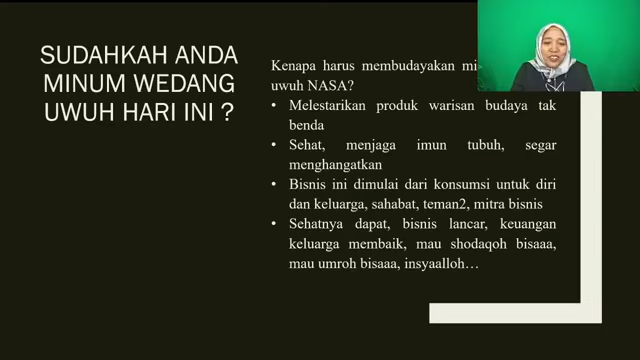 SUDAHKAH ANDA
MINUM WEDANG
UWUH HARI INI ?
Kenapa harus membudayakan
uwuh NASA?
• Melestarikan produk warisan budaya tak
benda
• Sehat, menjaga imun tubuh, segar
menghangatkan
• Bisnis ini dimulai dari konsumsi untuk diri
dan keluarga, sahabat, teman2, mitra bisnis
• Sehatnya dapat, bisnis lancar, keuangan
keluarga membaik, mau shodaqoh bisaaa,
mau umroh bisaaa, insyaalloh…